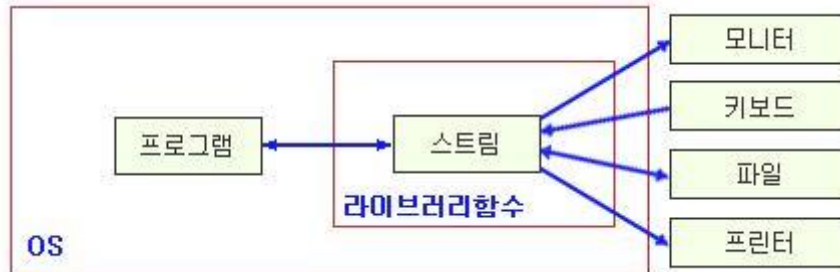 모니터
키보드
프로그램
스트림
파일
라이브러리함수
프린터
OS